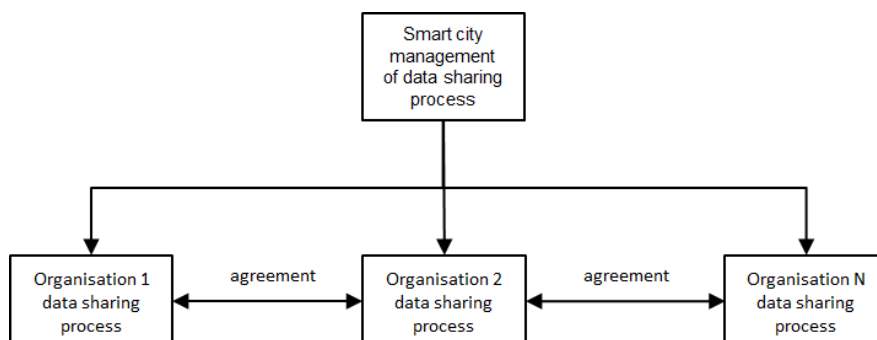 Smart city
management
of data sharing
process
Organisation 1
data sharing
process
agreement
Organisation 2
data sharing
process
agreement
Organisation N
data sharing
process